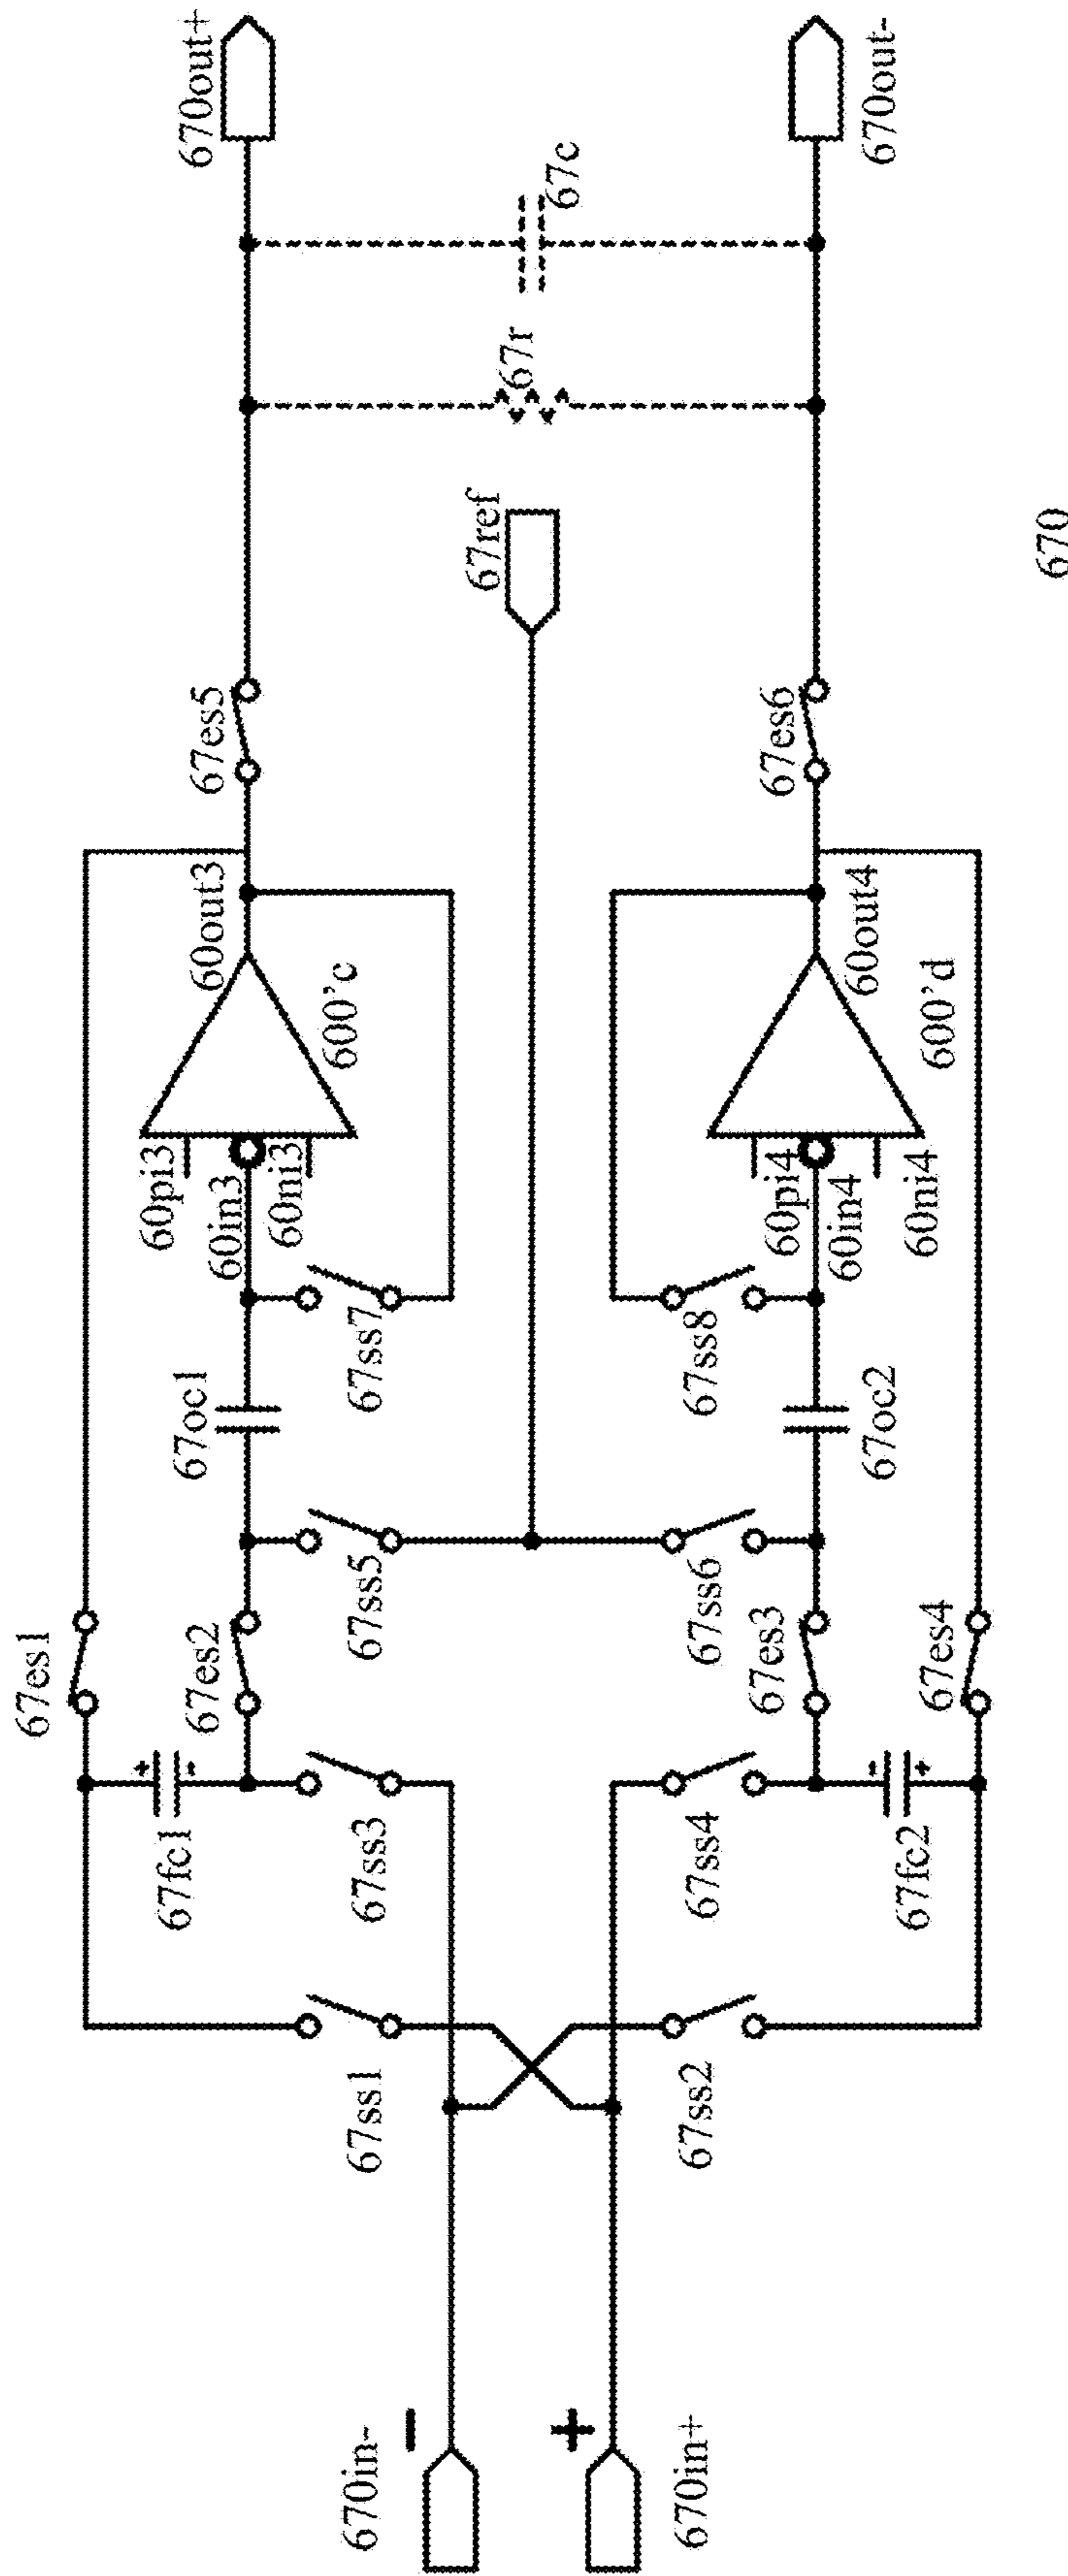 670out+
670out-
67c
67r
67ref
670
67es5
67es6
60out3
600'c
60out4
600'd
60pi3
60in3
60ni3
60pi4
60in4
60ni4
67ss7
67ss8
67oc1
67oc2
67ss5
67ss6
67es1
67es2
67es3
67es4
+
-
-
+
67fc1
67ss3
67ss4
67fc2
67ss1
67ss2
670in-
-
+
670in+